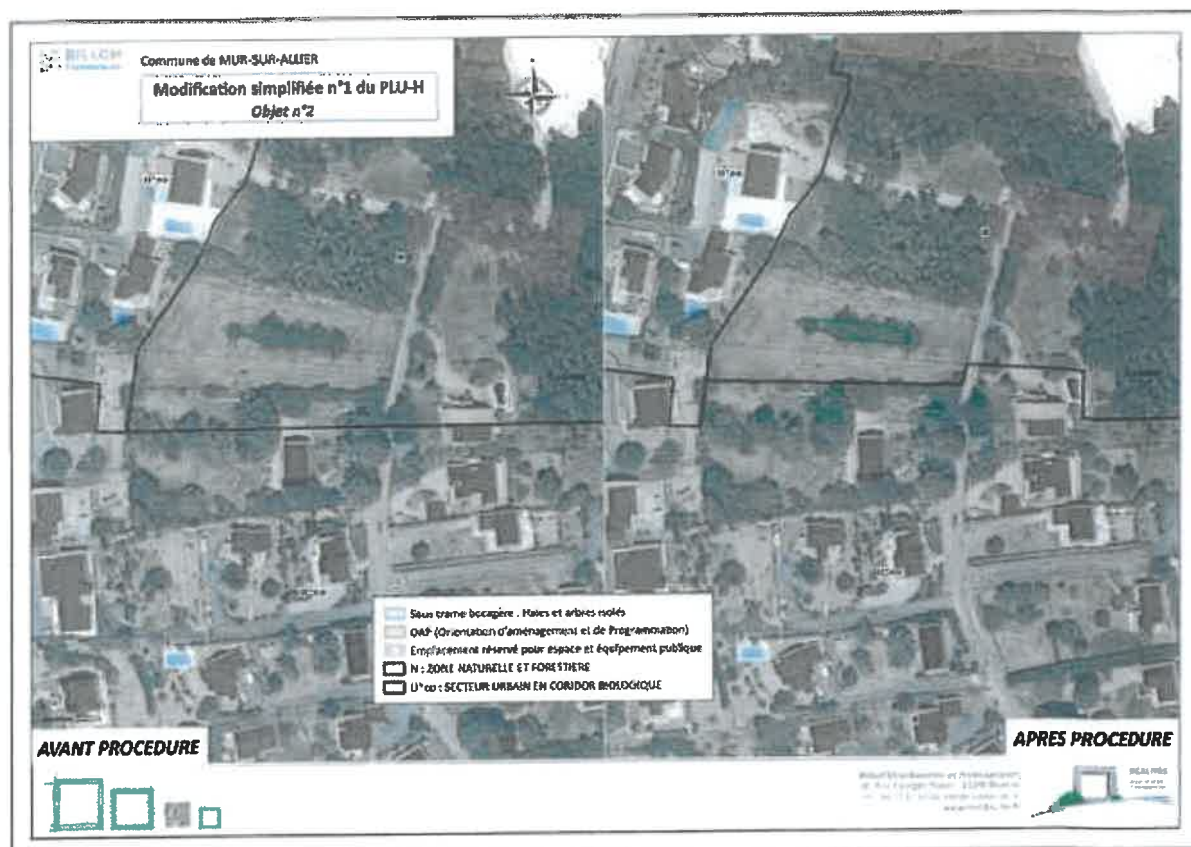 Commune de MUR-SUR-ALLIER
Modification simplifiée n°1 du PLU-H
Objet n°2
Sous trame bocagère : Haies et arbres isolés
OAP (Orientation d'aménagement et de Programmation)
Emplacement réservé pour espace et équipement publique
N : ZONE NATURELLE ET FORESTIERE
U*co : SECTEUR URBAIN EN CORIDOR BIOLOGIQUE
AVANT PROCEDURE
APRES PROCEDURE